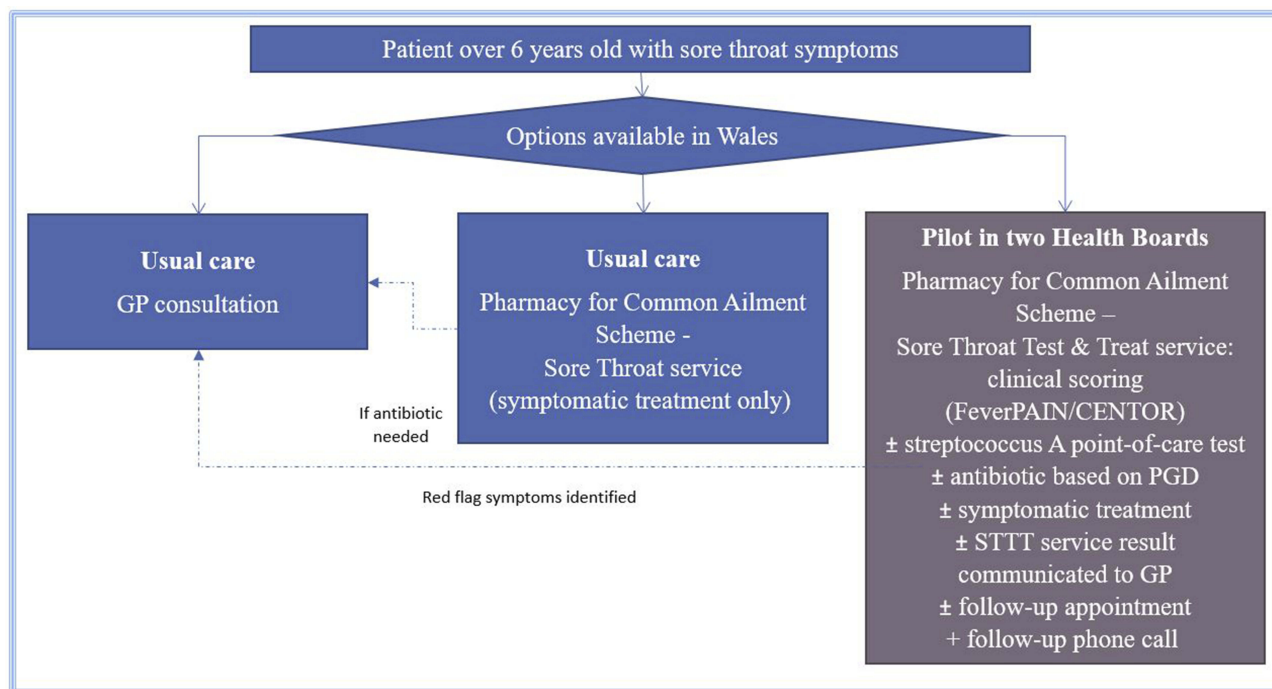 Patient over 6 years old with sore throat symptoms
Options available in Wales
Usual care
GP consultation
Usual care
Pharmacy for Common Ailment
Scheme -
Sore Throat service
(symptomatic treatment only)
Pilot in two Health Boards
Pharmacy for Common Ailment
Scheme –
Sore Throat Test & Treat service:
clinical scoring
(FeverPAIN/CENTOR)
± streptococcus A point-of-care test
± antibiotic based on PGD
± symptomatic treatment
± STTT service result
communicated to GP
± follow-up appointment
+ follow-up phone call
If antibiotic
needed
Red flag symptoms identified